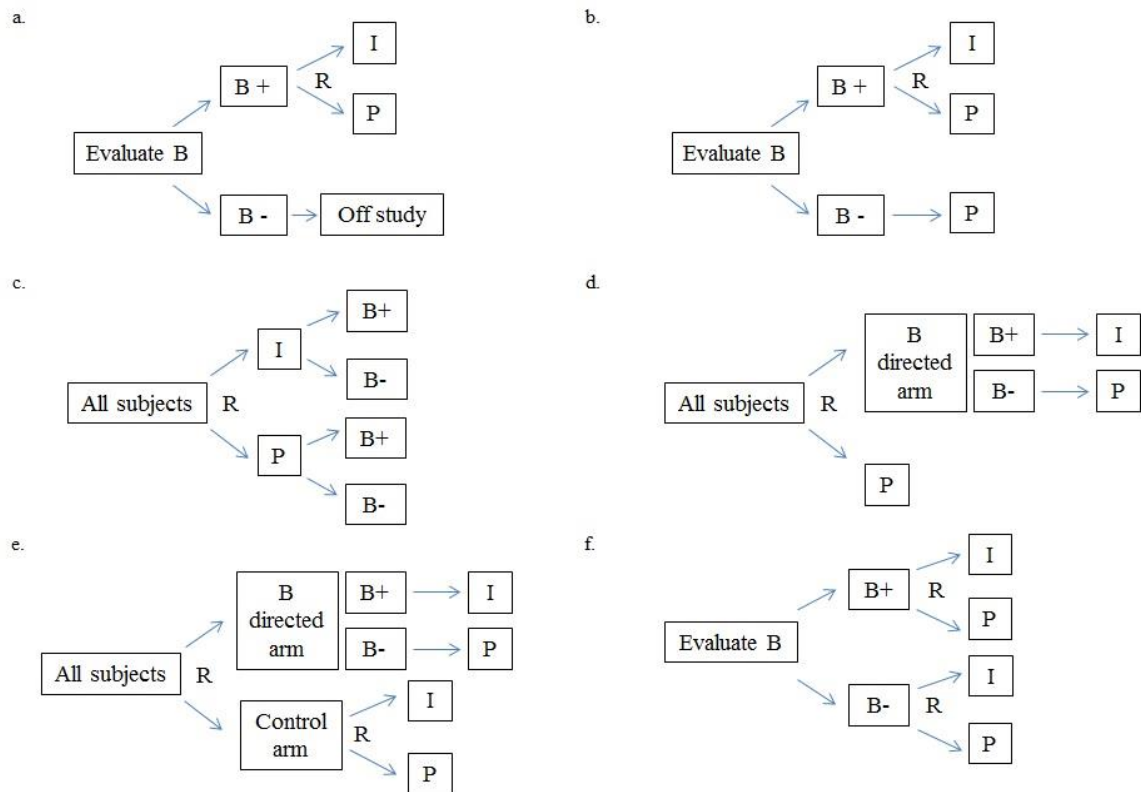 a.
I
B +
R
P
Evaluate B
B -
Off study
b.
I
B +
R
P
Evaluate B
B -
P
c.
B+
I
B-
All subjects
R
B+
P
B-
d.
B
directed
arm
B+
I
B-
P
All subjects
R
P
e.
B
directed
arm
B+
I
B-
P
All subjects
R
Control
arm
I
R
P
f.
I
B+
R
P
Evaluate B
I
B-
R
P